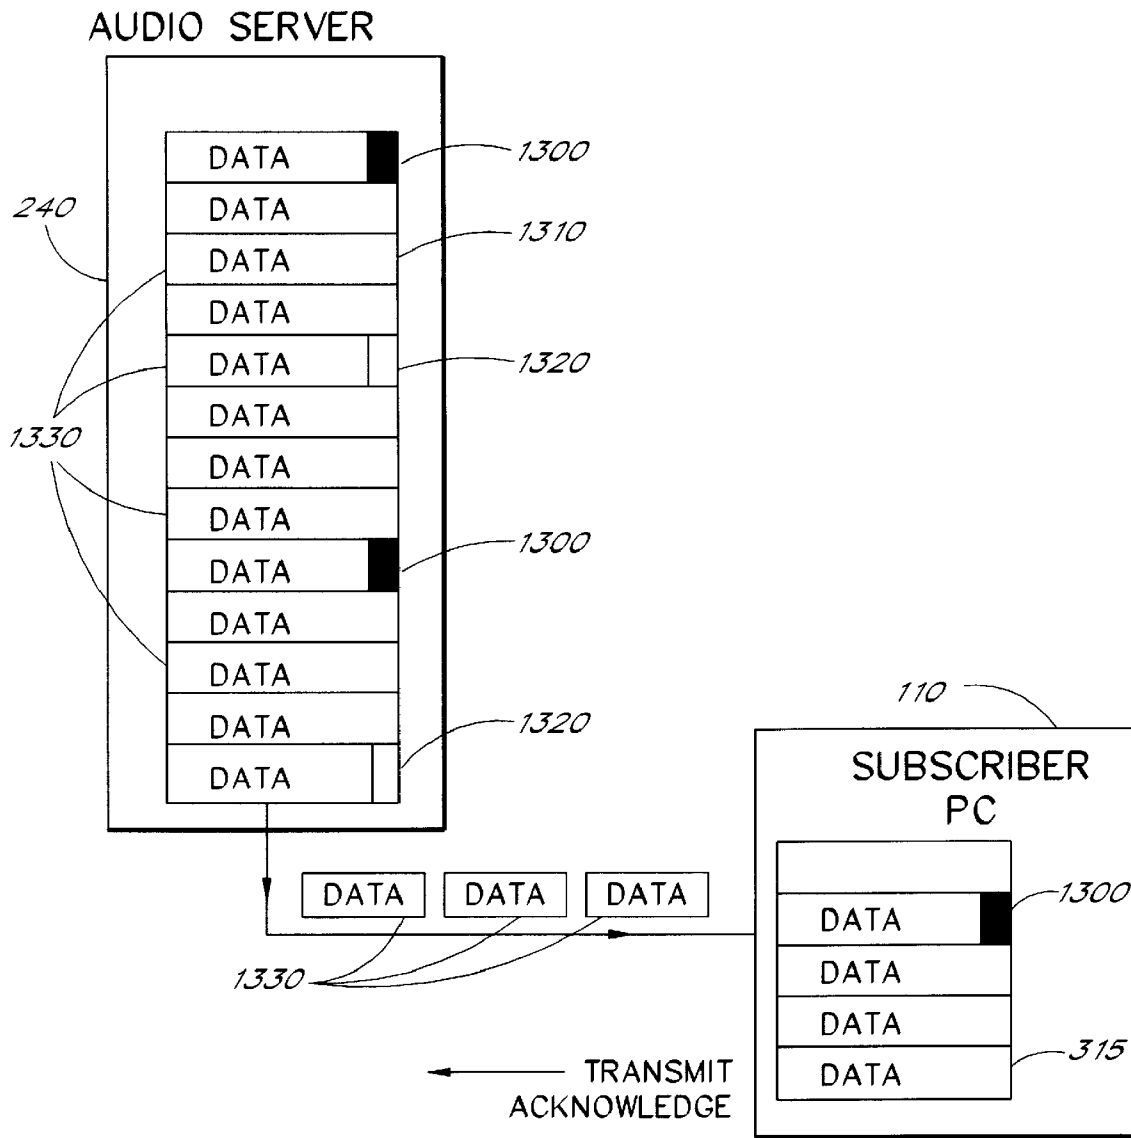 AUDIO SERVER
DATA
1300
DATA
240
1310
DATA
DATA
DATA
1320
DATA
1330
DATA
DATA
1300
DATA
DATA
DATA
110
DATA
1320
DATA
SUBSCRIBER
PC
DATA DATA DATA
1300
DATA
1330
DATA
DATA
315
TRANSMIT
DATA
ACKNOWLEDGE